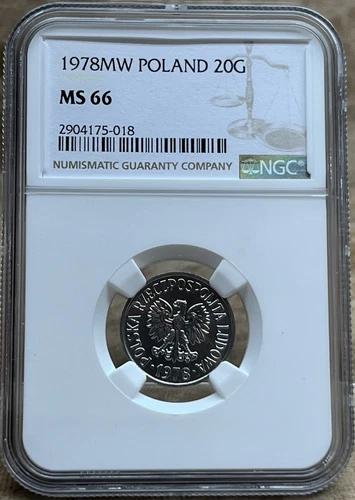 1978MW POLAND 20G
MS 66
2904175-018
NUMISMATIC GUARANTY COMPANY
NGC
POLSKA RZECZPOSPOLITA LUDOWA
1978